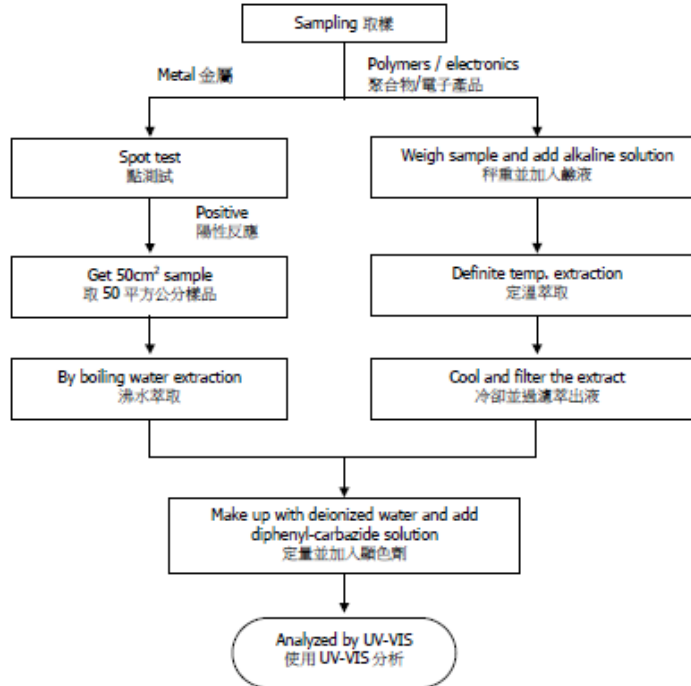 Sampling 取樣
Metal 金屬
Polymers / electronics
聚合物/電子產品
Spot test
點測試
Weigh sample and add alkaline solution
秤重並加入鹼液
Positive
陽性反應
Get 50cm² sample
取 50 平方公分樣品
Definite temp. extraction
定溫萃取
By boiling water extraction
沸水萃取
Cool and filter the extract
冷卻並過濾萃出液
Make up with deionized water and add
diphenyl-carbazide solution
定量並加入顯色劑
Analyzed by UV-VIS
使用 UV-VIS 分析